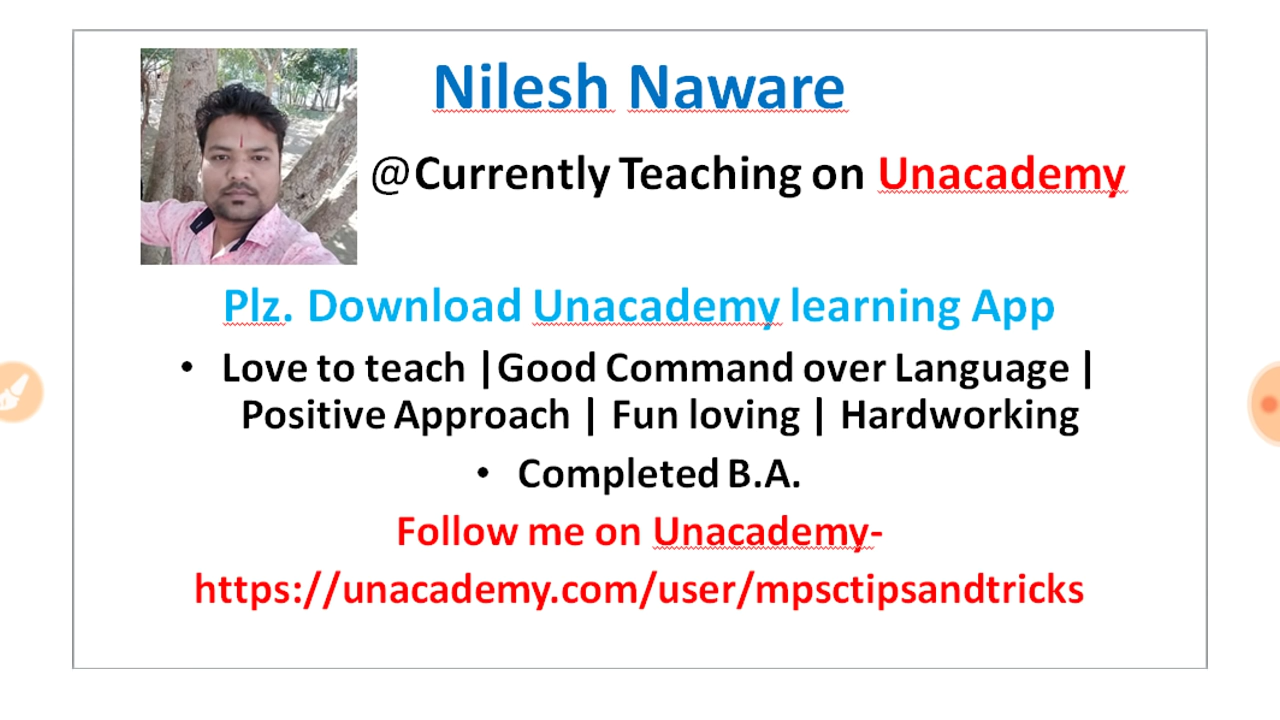 Nilesh Naware
@Currently Teaching on Unacademy
Plz. Download Unacademy learning App
• Love to teach |Good Command over Language |
Positive Approach | Fun loving | Hardworking
• Completed B.A.
Follow me on Unacademy-
https://unacademy.com/user/mpsctipsandtricks